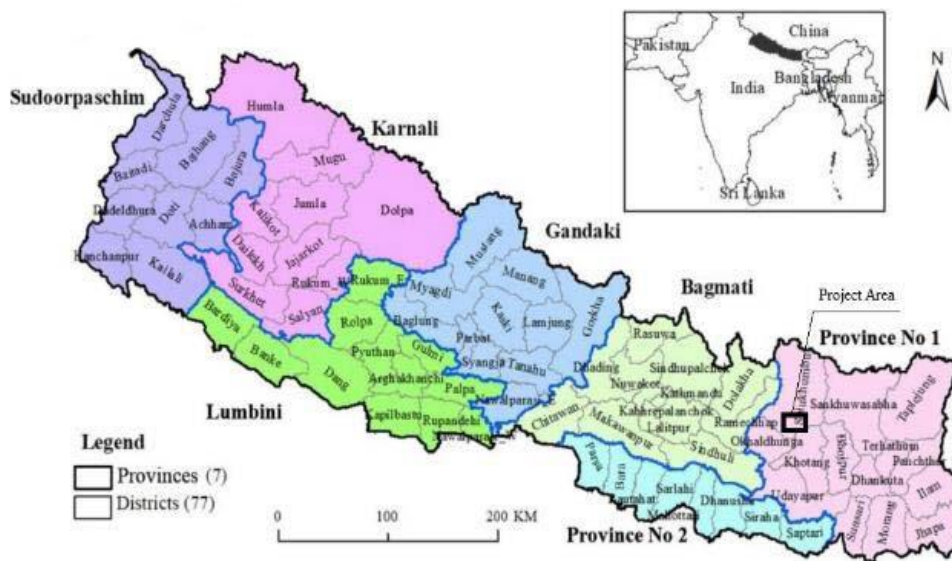 China
Pakistan
India
Bangladesh
Myanmar
Sri Lanka
N
Sudoorpaschim
Darchula
Baitadi
Bajhang
Bajura
Dadeldhura
Doti
Achham
Kanchanpur
Kailali
Karnali
Humla
Mugu
Jumla
Dolpa
Kalikot
Dailekh
Jajarkot
Rukum_W
Surkhet
Salyan
Gandaki
Mustang
Manang
Myagdi
Kaski
Lamjung
Gorkha
Baglung
Parbat
Syangja
Tanahu
Nawalparasi_E
Lumbini
Rukum_E
Rolpa
Bardiya
Banke
Dang
Pyuthan
Gulmi
Arghakhanchi
Palpa
Kapilbastu
Rupandehi
Bagmati
Rasuwa
Dhading
Nuwakot
Sindhupalchok
Kathmandu
Dolakha
Kabhrepalanchok
Lalitpur
Ramechhap
Chitawan
Makawanpur
Sindhuli
Project Area
Province No 1
Sankhuwasabha
Taplejung
Okhaldhunga
Khotang
Bhojpur
Terhathum
Panchthar
Dhankuta
Ilam
Udayapur
Sunsari
Morang
Jhapa
Province No 2
Parsa
Bara
Sarlahi
Dhanusha
Siraha
Saptari
Legend
Provinces (7)
Districts (77)
0 100 200 KM